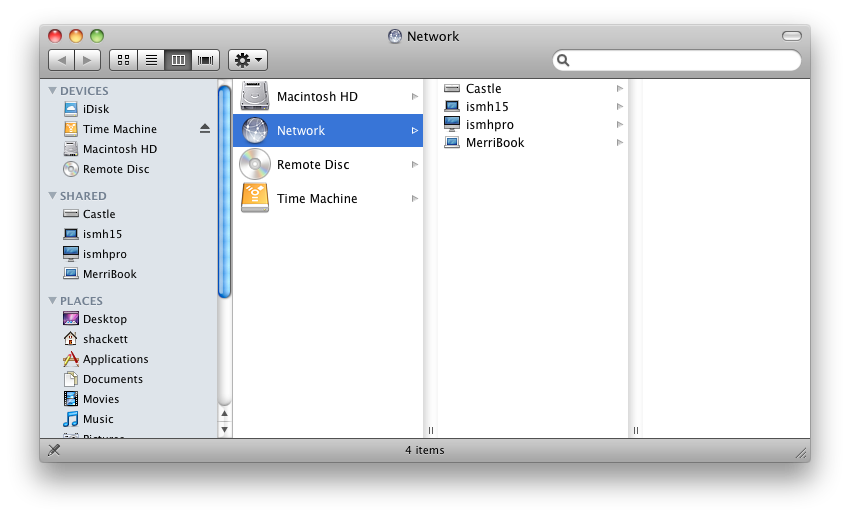 Network
DEVICES
iDisk
Time Machine
Macintosh HD
Remote Disc
SHARED
Castle
ismh15
ismhpro
MerriBook
PLACES
Desktop
shackett
Applications
Documents
Movies
Music
Pictures
Macintosh HD
Network
Remote Disc
Time Machine
Castle
ismh15
ismhpro
MerriBook
4 items